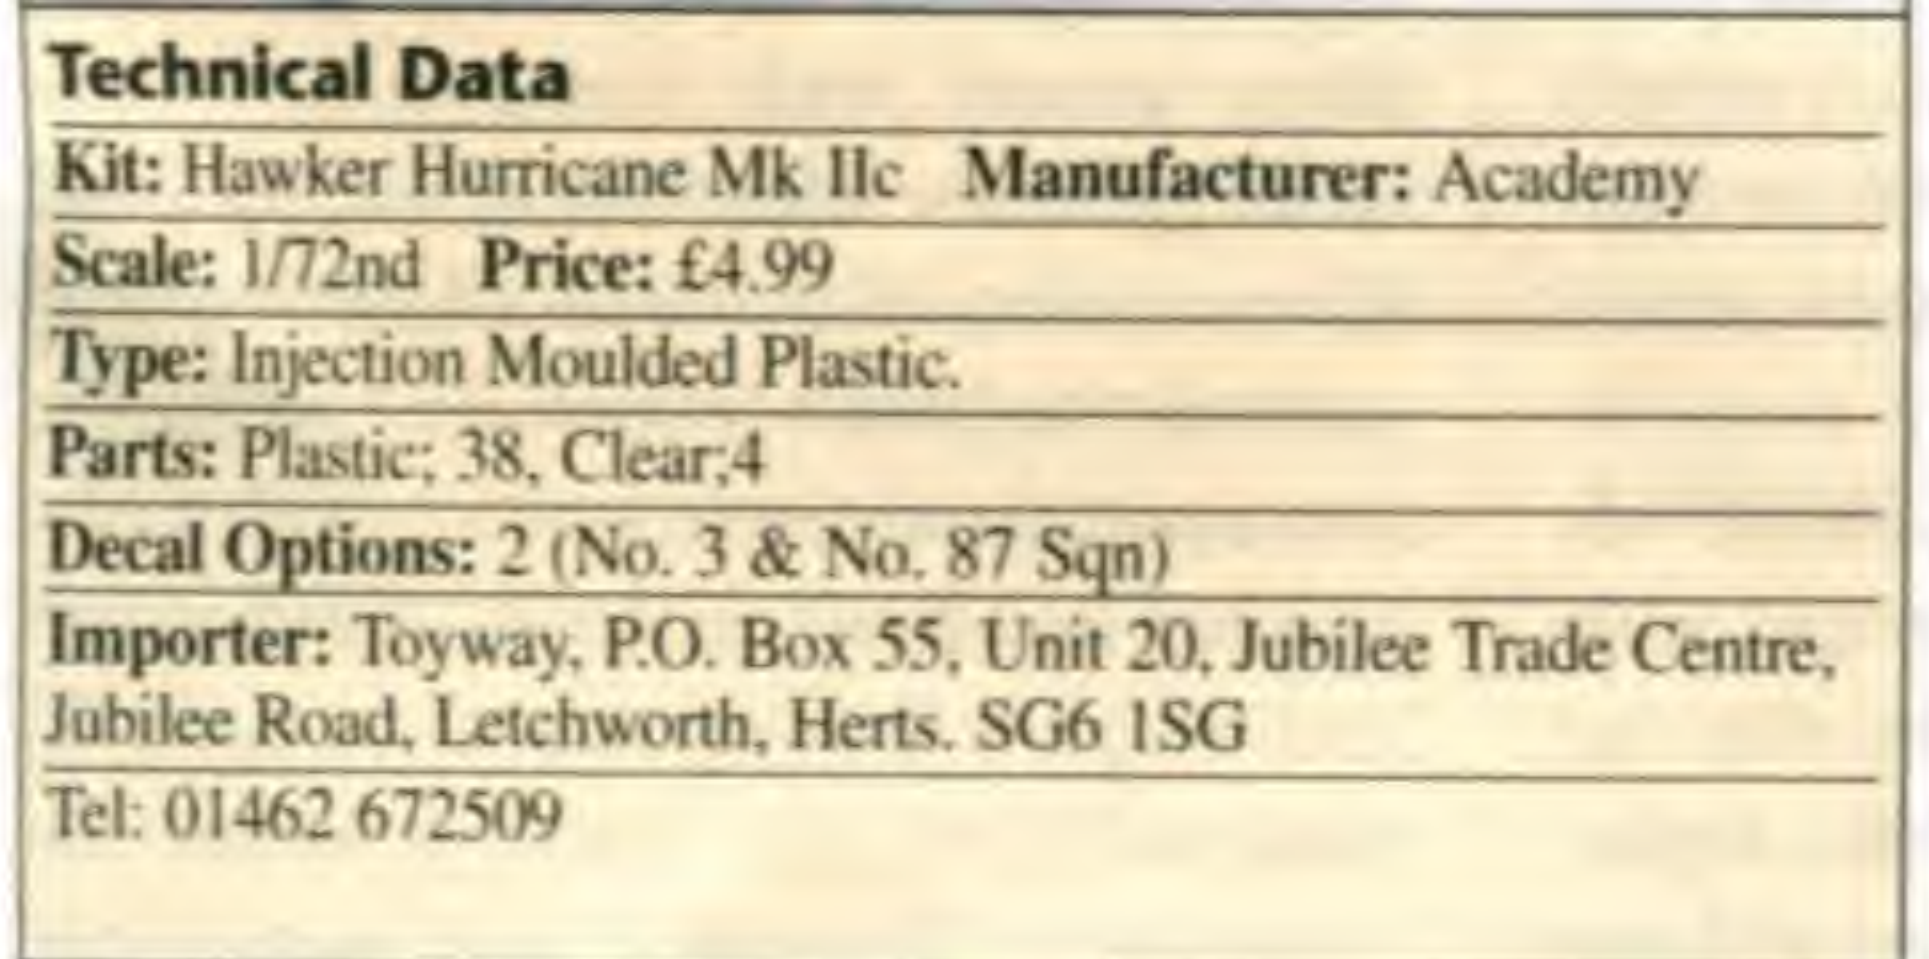 Technical Data
Kit: Hawker Hurricane Mk IIc Manufacturer: Academy
Scale: 1/72nd Price: £4.99
Type: Injection Moulded Plastic.
Parts: Plastic; 38, Clear;4
Decal Options: 2 (No. 3 & No. 87 Sqn)
Importer: Toyway, P.O. Box 55, Unit 20, Jubilee Trade Centre,
Jubilee Road, Letchworth, Herts. SG6 1SG
Tel: 01462 672509